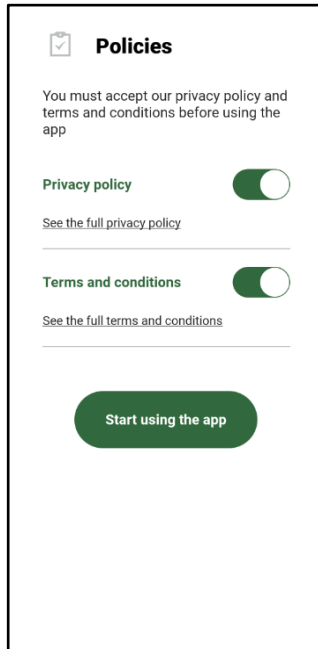 Policies
You must accept our privacy policy and
terms and conditions before using the
app
Privacy policy
See the full privacy policy
Terms and conditions
See the full terms and conditions
Start using the app